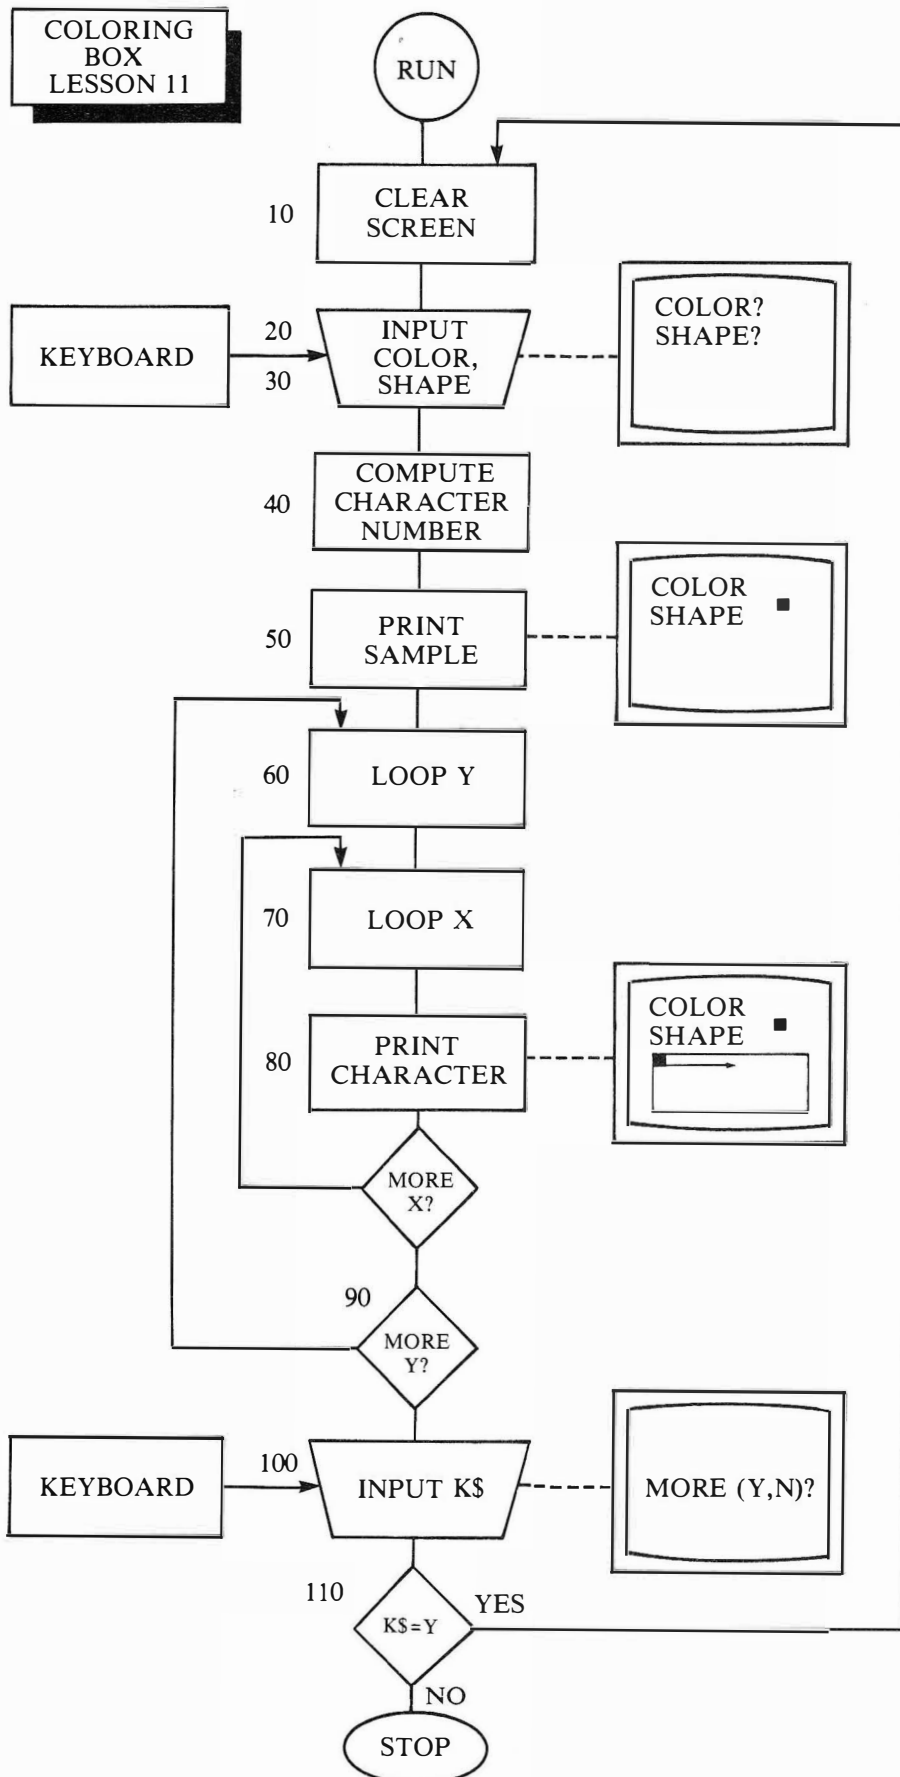 COLORING
BOX
LESSON 11
RUN
10
CLEAR
SCREEN
KEYBOARD
20
30
INPUT
COLOR,
SHAPE
COLOR?
SHAPE?
40
COMPUTE
CHARACTER
NUMBER
50
PRINT
SAMPLE
COLOR
SHAPE
60
LOOP Y
70
LOOP X
80
PRINT
CHARACTER
COLOR
SHAPE
MORE
X?
90
MORE
Y?
KEYBOARD
100
INPUT K$
MORE (Y,N)?
110
K$=Y
YES
NO
STOP